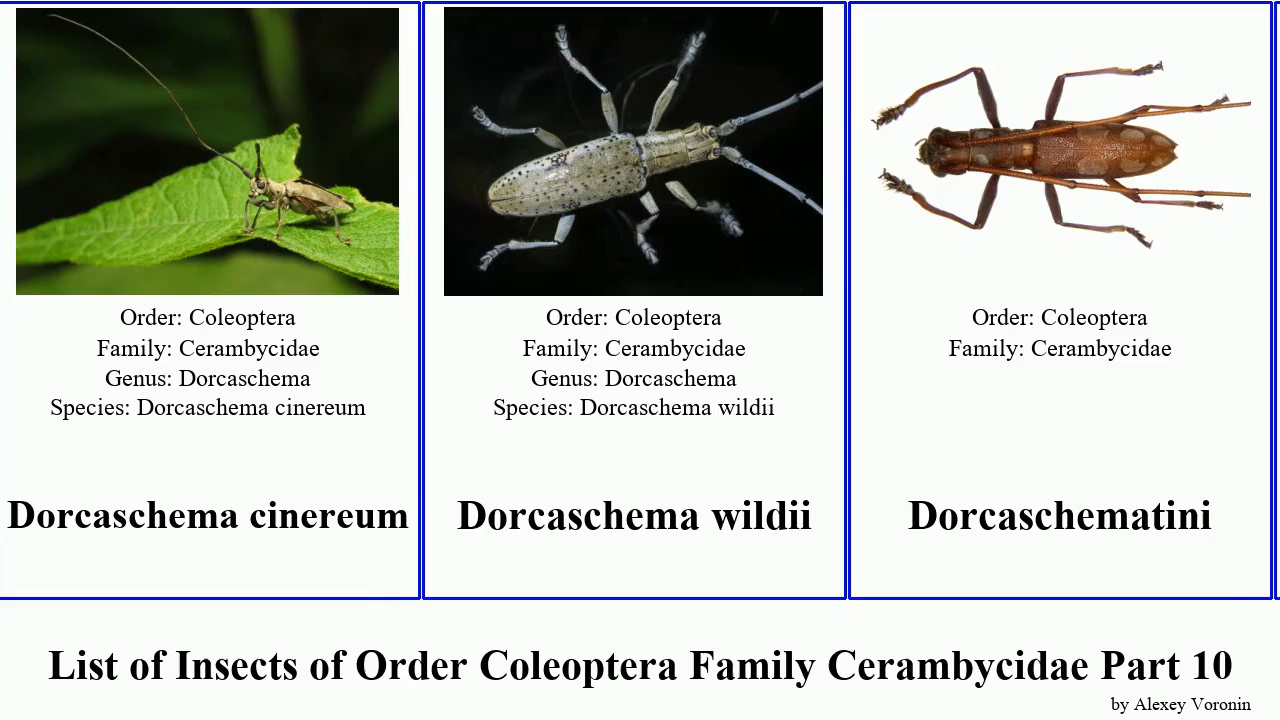 Order: Coleoptera
Family: Cerambycidae
Genus: Dorcaschema
Species: Dorcaschema cinereum
Dorcaschema cinereum
Order: Coleoptera
Family: Cerambycidae
Genus: Dorcaschema
Species: Dorcaschema wildii
Dorcaschema wildii
Order: Coleoptera
Family: Cerambycidae
Dorcaschematini
List of Insects of Order Coleoptera Family Cerambycidae Part 10
by Alexey Voronin